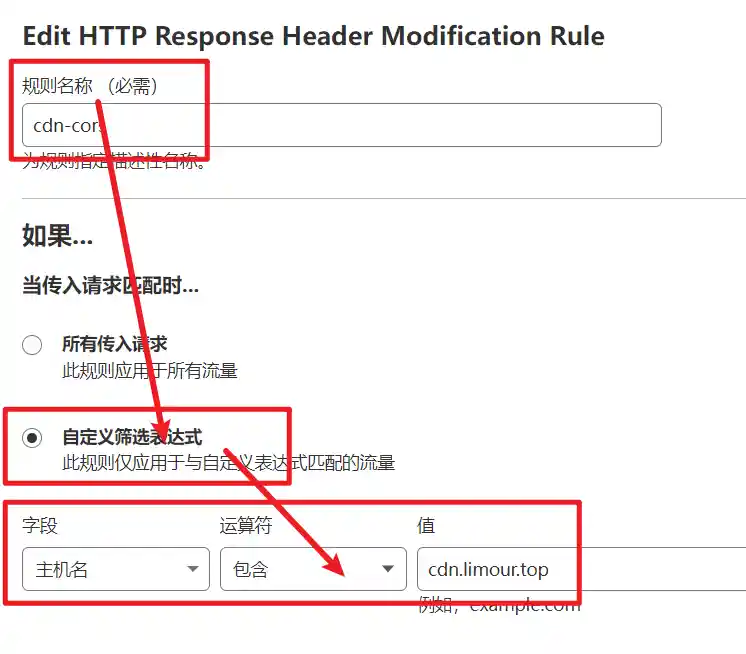 Edit HTTP Response Header Modification Rule
规则名称 （必需）
cdn-cors
为规则指定描述性名称。
如果...
当传入请求匹配时...
所有传入请求
此规则应用于所有流量
自定义筛选表达式
此规则仅应用于与自定义表达式匹配的流量
字段 运算符 值
主机名 包含 cdn.limour.top
例如，example.com